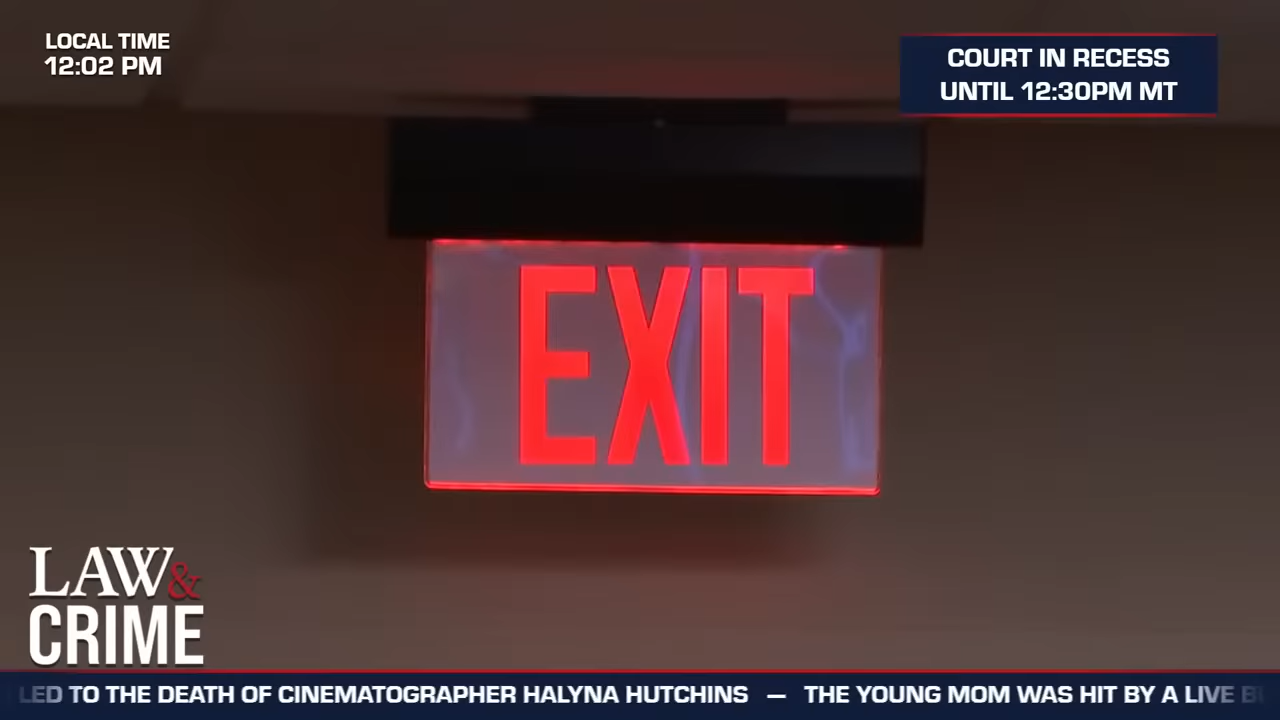 LOCAL TIME
12:02 PM
COURT IN RECESS
UNTIL 12:30PM MT
EXIT
LAW&
CRIME
LED TO THE DEATH OF CINEMATOGRAPHER HALYNA HUTCHINS — THE YOUNG MOM WAS HIT BY A LIVE